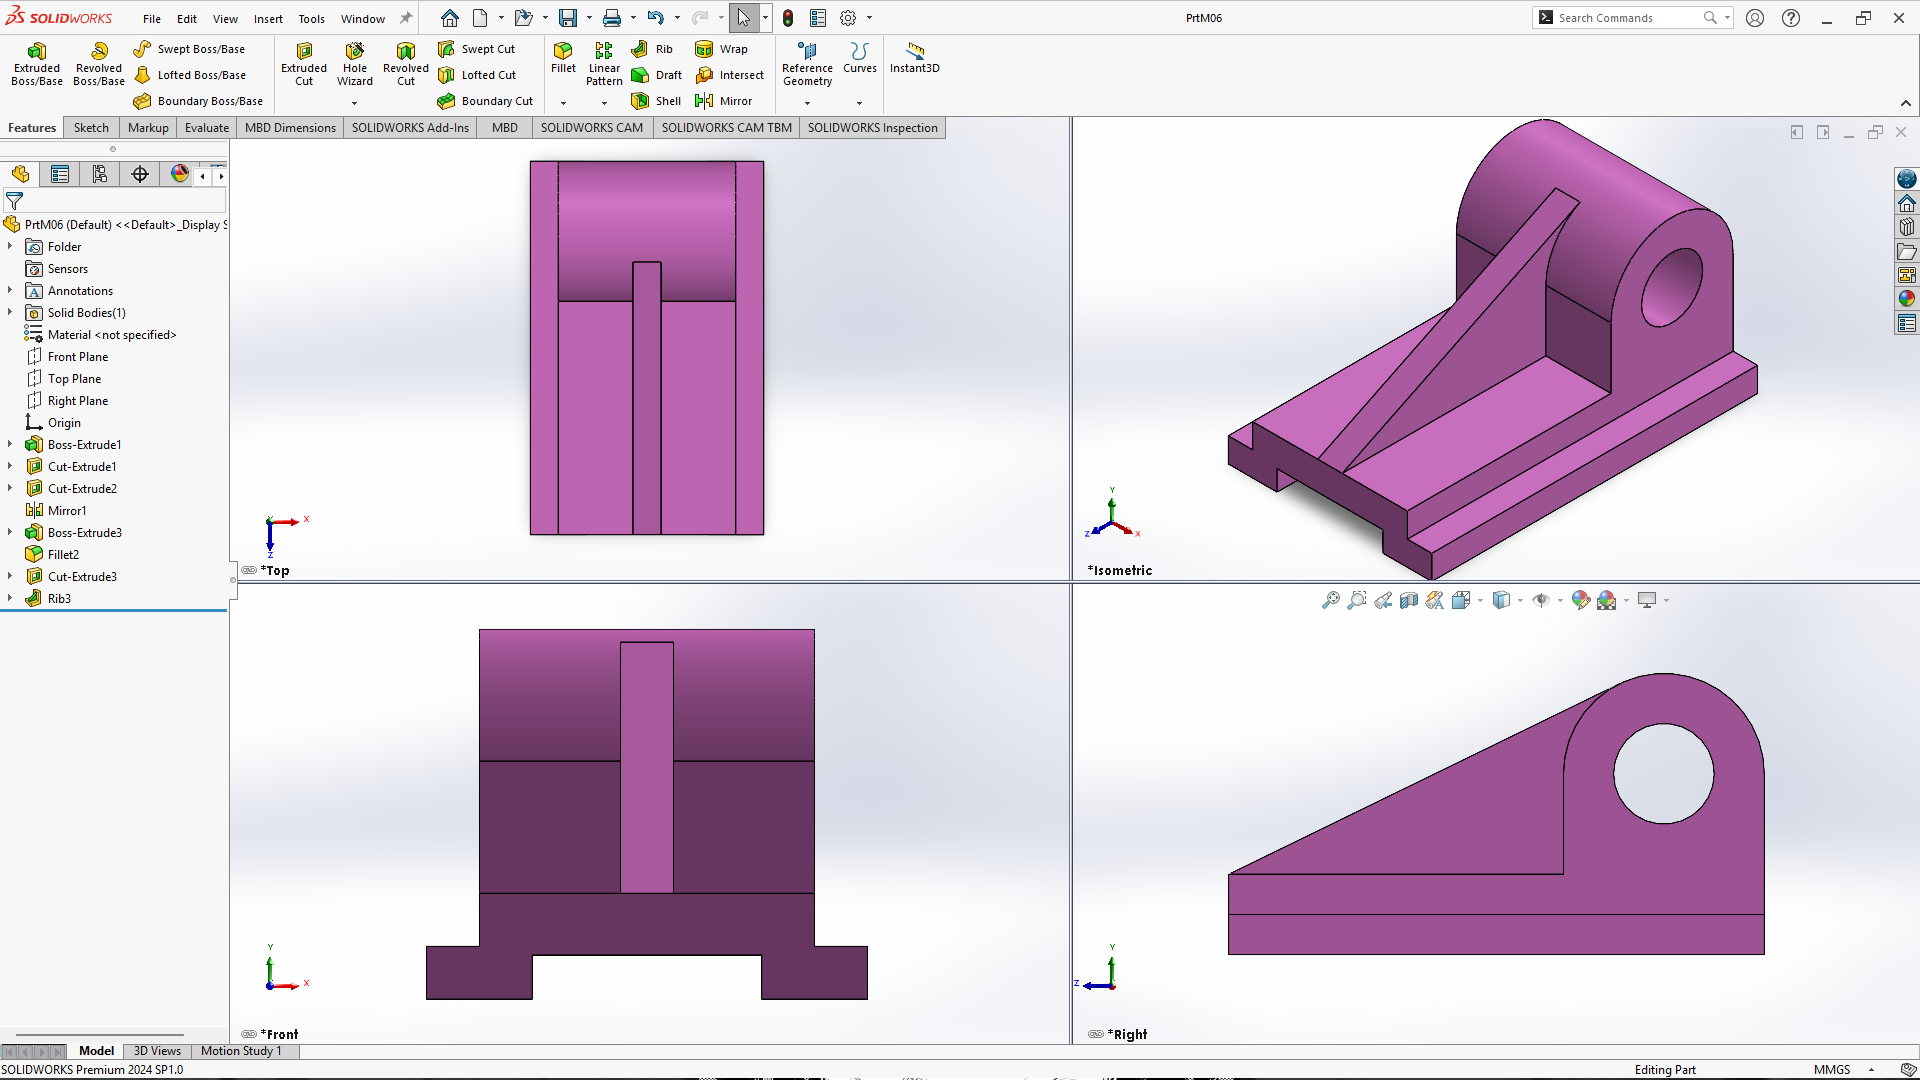 SOLIDWORKS File Edit View Insert Tools Window PrtM06 Search Commands
Extruded Boss/Base
Revolved Boss/Base
Swept Boss/Base
Lofted Boss/Base
Boundary Boss/Base
Extruded Cut
Hole Wizard
Revolved Cut
Swept Cut
Lofted Cut
Boundary Cut
Fillet
Linear Pattern
Rib
Draft
Shell
Wrap
Intersect
Mirror
Reference Geometry
Curves
Instant3D
Features Sketch Markup Evaluate MBD Dimensions SOLIDWORKS Add-Ins MBD SOLIDWORKS CAM SOLIDWORKS CAM TBM SOLIDWORKS Inspection
PrtM06 (Default) <<Default>_Display S
Folder
Sensors
Annotations
Solid Bodies(1)
Material <not specified>
Front Plane
Top Plane
Right Plane
Origin
Boss-Extrude1
Cut-Extrude1
Cut-Extrude2
Mirror1
Boss-Extrude3
Fillet2
Cut-Extrude3
Rib3
Y
X
Z
*Top
Y
Z
X
*Isometric
Y
X
*Front
Y
Z
*Right
Model 3D Views Motion Study 1
SOLIDWORKS Premium 2024 SP1.0 Editing Part MMGS